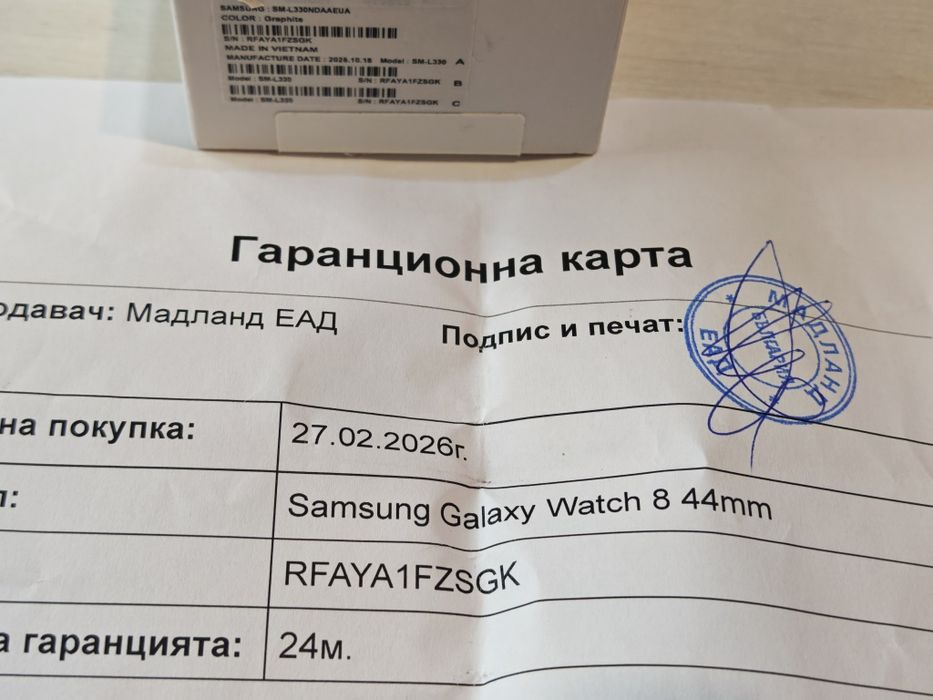 SAMSUNG : SM-L330NDAAEUA
COLOR : Graphite
S/N : RFAYA1FZSGK
MADE IN VIETNAM
MANUFACTURE DATE : 2025.10.18 Model : SM-L330 A
Model : SM-L330 S/N : RFAYA1FZSGK B
Model : SM-L330 S/N : RFAYA1FZSGK C
Гаранционна карта
одавач: Мадланд ЕАД
Подпис и печат:
МАДЛАНД
ЕАД
БЪЛГАРИЯ
на покупка: 27.02.2026г.
л: Samsung Galaxy Watch 8 44mm
RFAYA1FZSGK
а гаранцията: 24м.